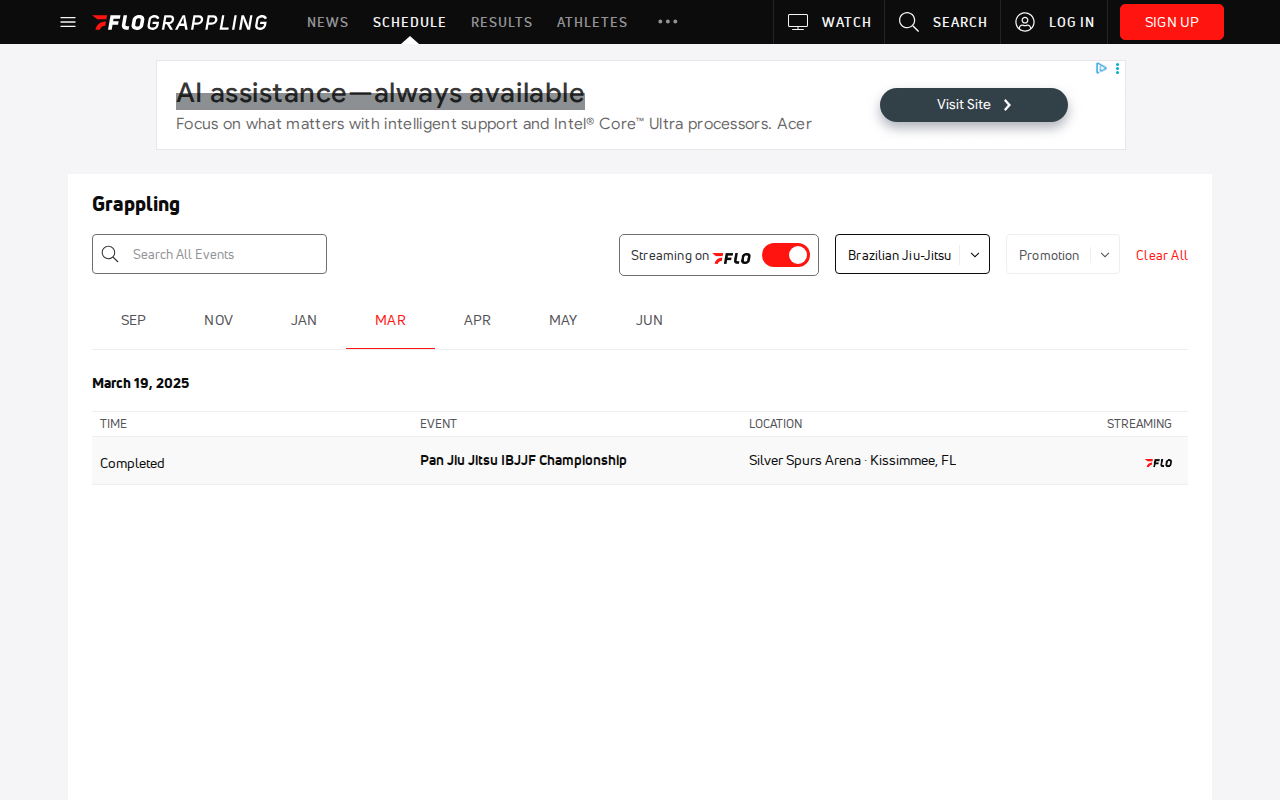 FLOGRAPPLING NEWS SCHEDULE RESULTS ATHLETES WATCH SEARCH LOG IN SIGN UP
AI assistance—always available
Focus on what matters with intelligent support and Intel® Core™ Ultra processors. Acer
Visit Site
Grappling
Search All Events
Streaming on FLO
Brazilian Jiu-Jitsu
Promotion
Clear All
SEP NOV JAN MAR APR MAY JUN
March 19, 2025
TIME EVENT LOCATION STREAMING
Completed Pan Jiu Jitsu IBJJF Championship Silver Spurs Arena · Kissimmee, FL FLO